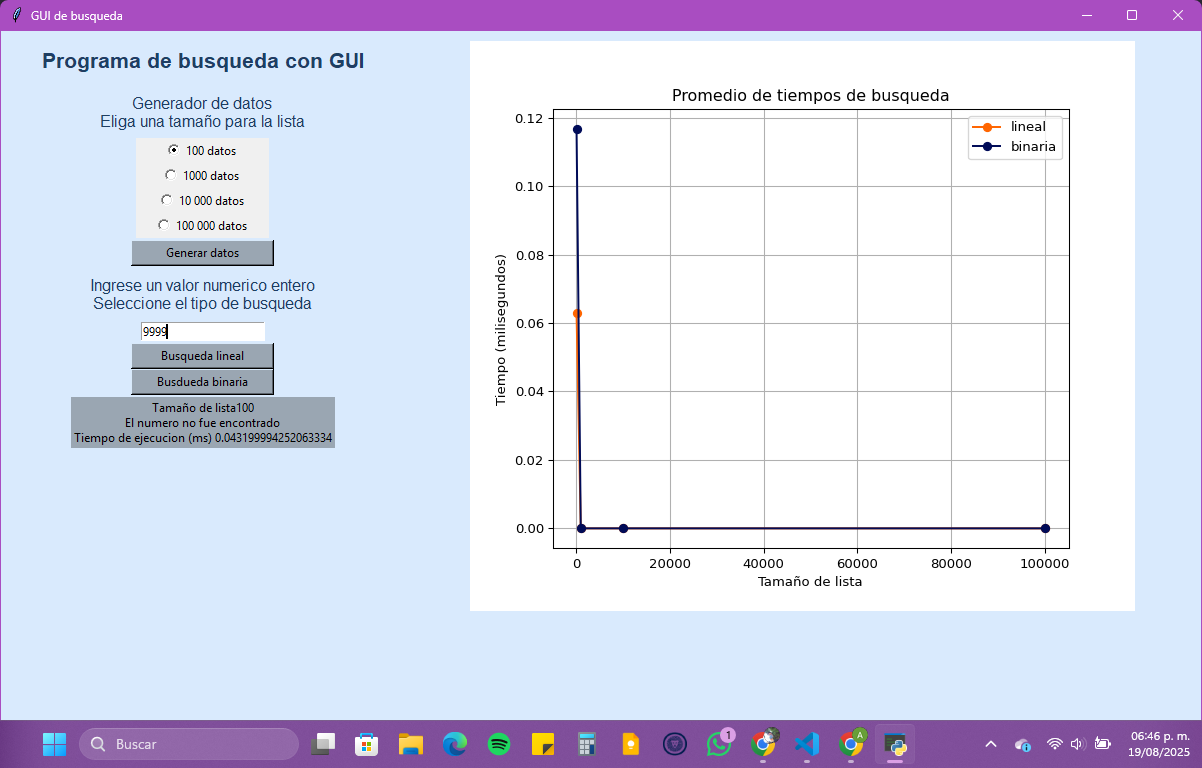 GUI de busqueda
Programa de busqueda con GUI
Generador de datos
Eliga una tamaño para la lista
100 datos
1000 datos
10 000 datos
100 000 datos
Generar datos
Ingrese un valor numerico entero
Seleccione el tipo de busqueda
9999
Busqueda lineal
Busdueda binaria
Tamaño de lista100
El numero no fue encontrado
Tiempo de ejecucion (ms) 0.043199994252063334
Promedio de tiempos de busqueda
lineal
binaria
0.12
0.10
0.08
0.06
0.04
0.02
0.00
Tiempo (milisegundos)
0
20000
40000
60000
80000
100000
Tamaño de lista
Buscar
1
A
06:46 p. m.
19/08/2025